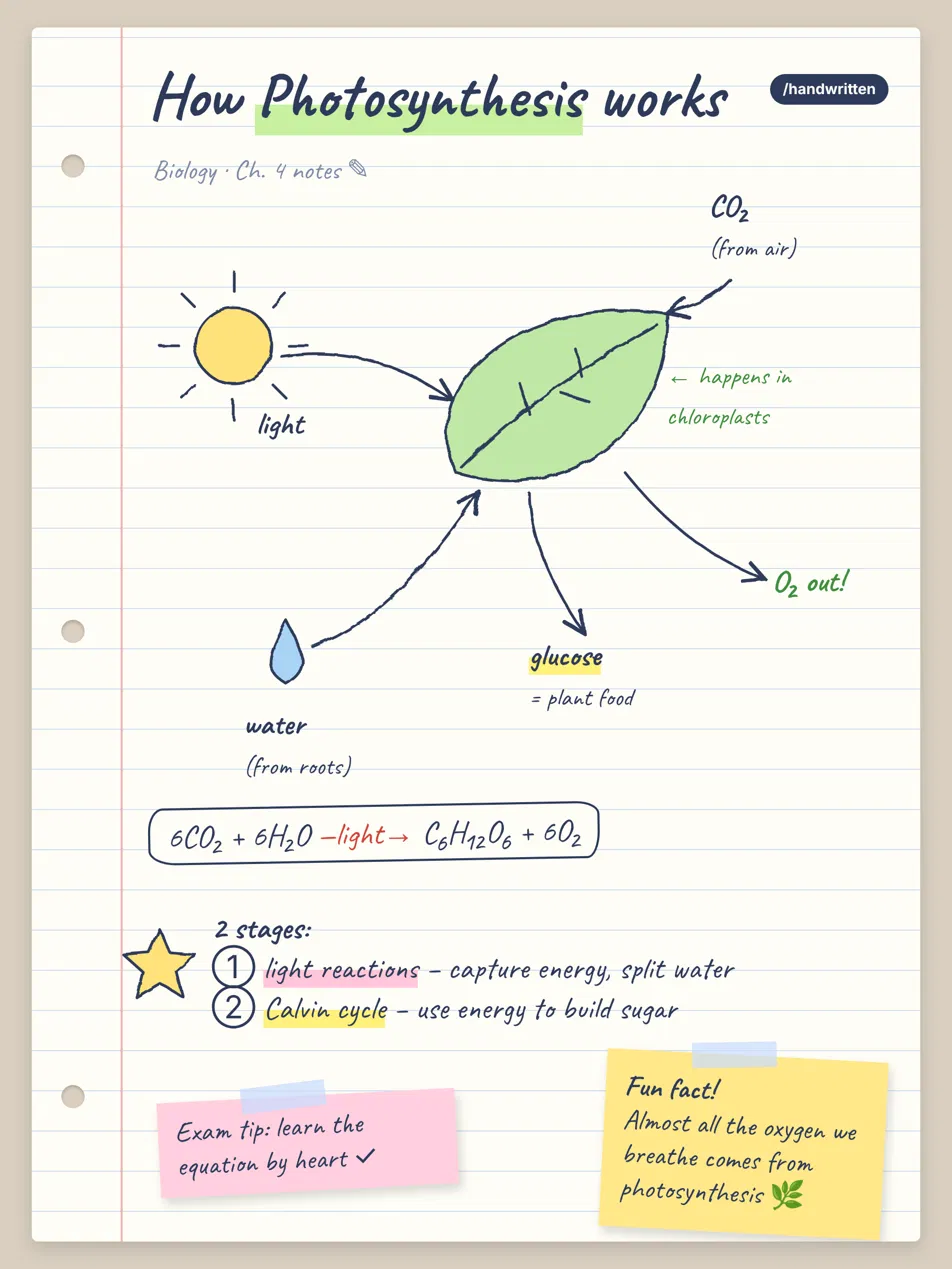 How Photosynthesis works
/handwritten
Biology · Ch. 4 notes ✎
CO₂
(from air)
light
← happens in
chloroplasts
O₂ out!
glucose
= plant food
water
(from roots)
6CO₂ + 6H₂O —light→ C₆H₁₂O₆ + 6O₂
2 stages:
① light reactions – capture energy, split water
② Calvin cycle – use energy to build sugar
Exam tip: learn the
equation by heart ✓
Fun fact!
Almost all the oxygen we
breathe comes from
photosynthesis 🌿